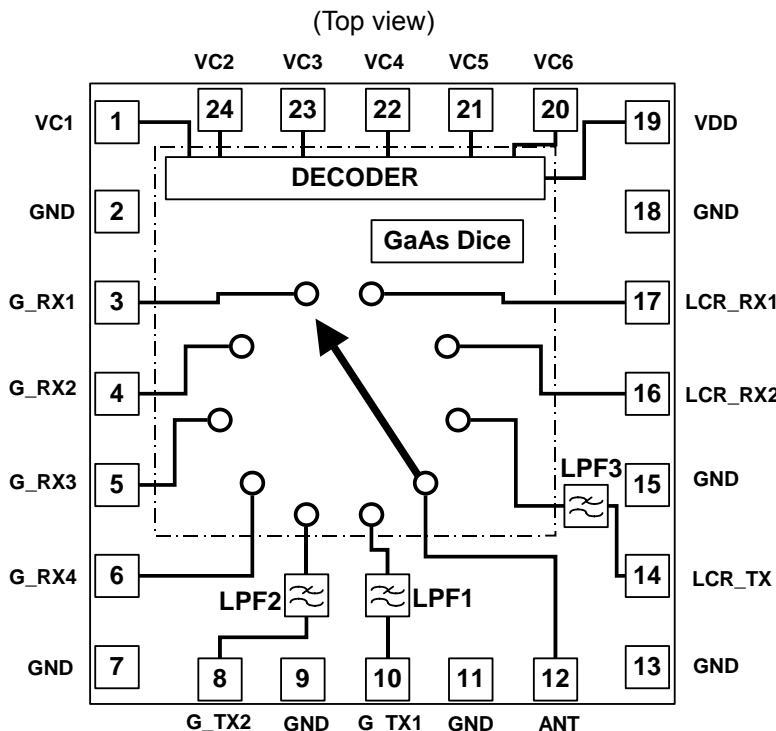 (Top view)
VC2 VC3 VC4 VC5 VC6
VC1 1 24 23 22 21 20 19 VDD
DECODER
GND 2 18 GND
GaAs Dice
G_RX1 3 17 LCR_RX1
G_RX2 4 16 LCR_RX2
G_RX3 5 LPF3 15 GND
G_RX4 6 14 LCR_TX
LPF2 LPF1
GND 7 8 9 10 11 12 13 GND
G_TX2 GND G_TX1 GND ANT